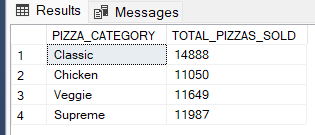 Results Messages
PIZZA_CATEGORY TOTAL_PIZZAS_SOLD
1 Classic 14888
2 Chicken 11050
3 Veggie 11649
4 Supreme 11987